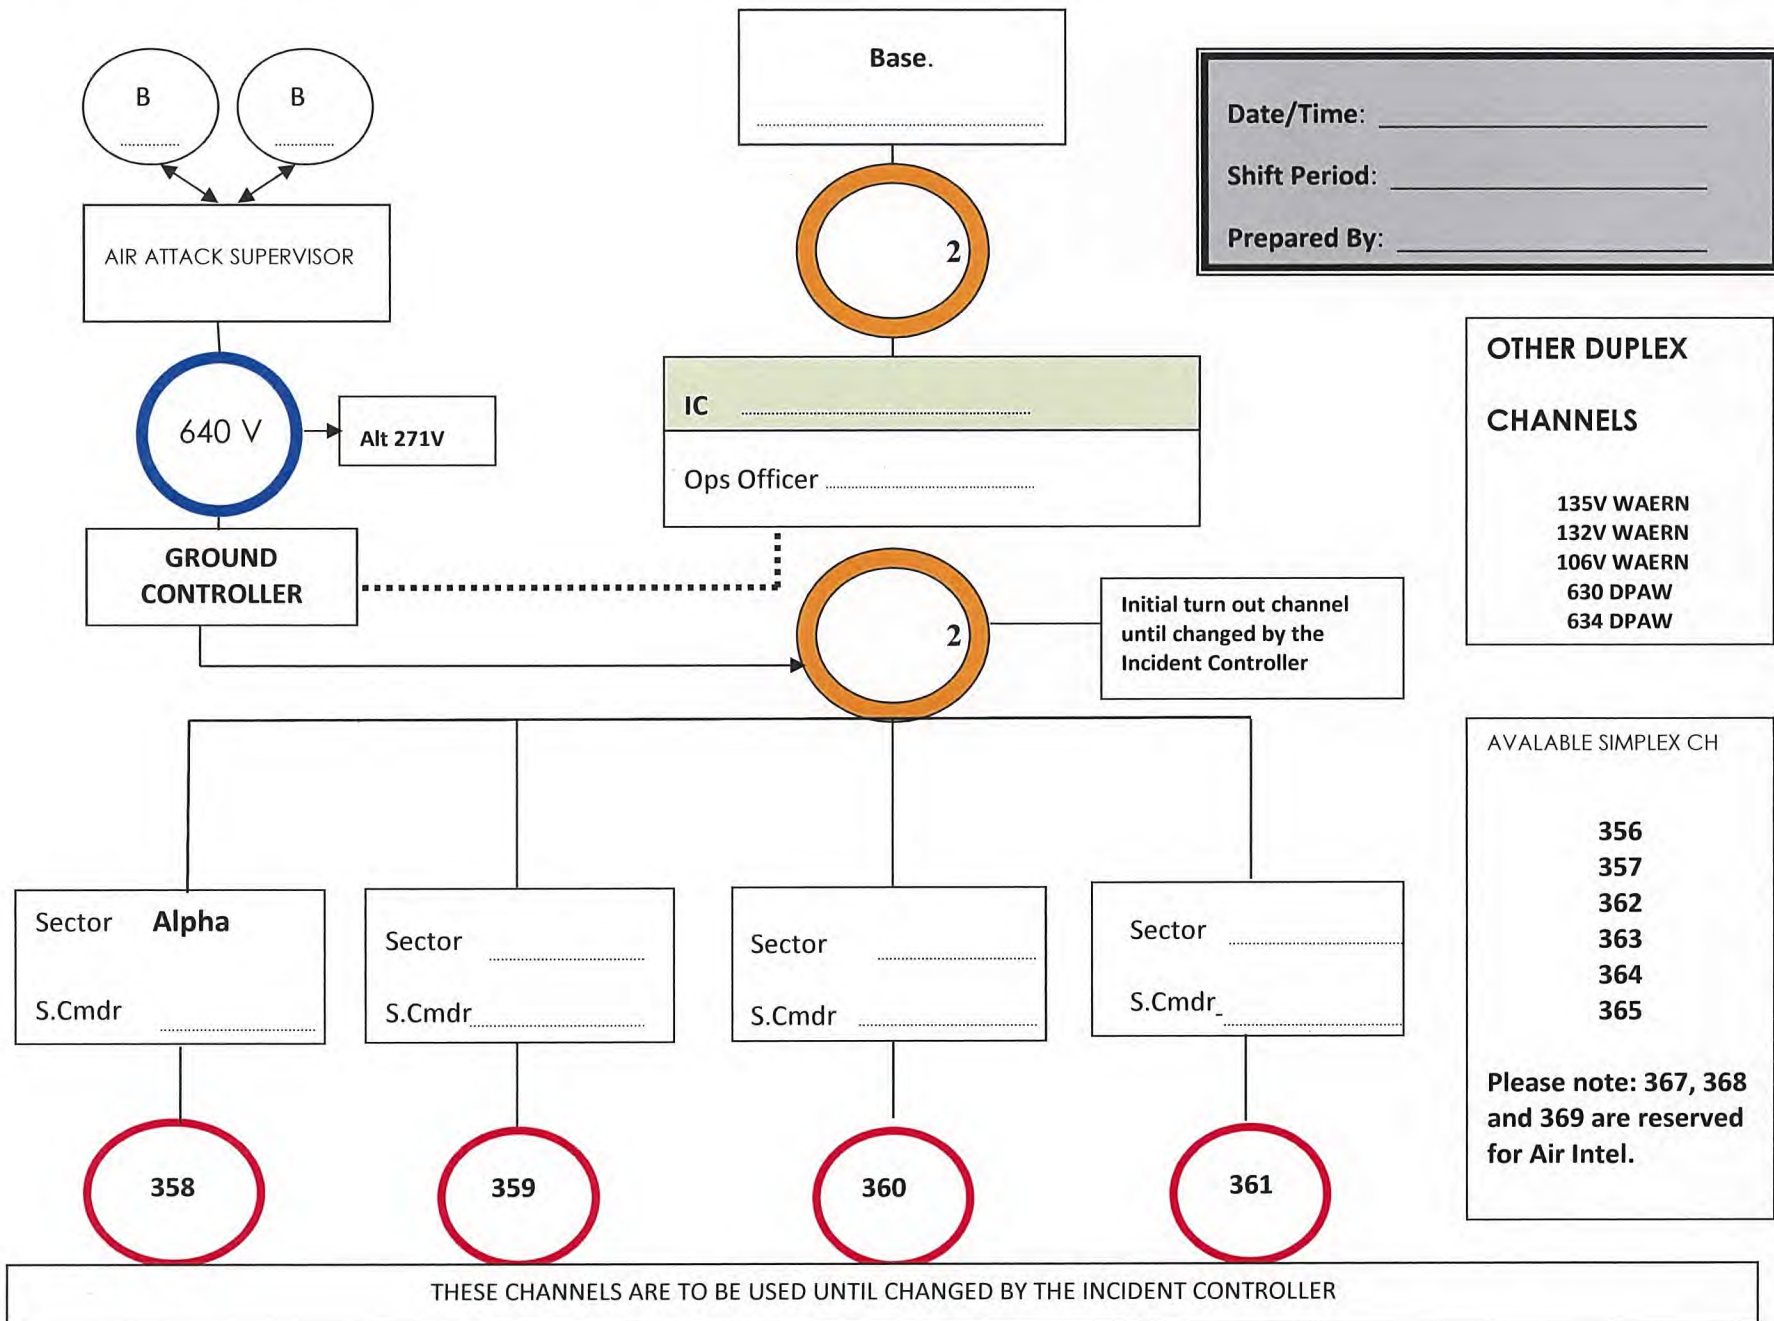 B
B
Base.
Date/Time:
Shift Period:
Prepared By:
AIR ATTACK SUPERVISOR
2
640 V
Alt 271V
IC
Ops Officer
OTHER DUPLEX
CHANNELS
135V WAERN
132V WAERN
106V WAERN
630 DPAW
634 DPAW
GROUND
CONTROLLER
2
Initial turn out channel
until changed by the
Incident Controller
AVALABLE SIMPLEX CH
356
357
362
363
364
365
Please note: 367, 368
and 369 are reserved
for Air Intel.
Sector Alpha
S.Cmdr
Sector
S.Cmdr
Sector
S.Cmdr
Sector
S.Cmdr
358
359
360
361
THESE CHANNELS ARE TO BE USED UNTIL CHANGED BY THE INCIDENT CONTROLLER